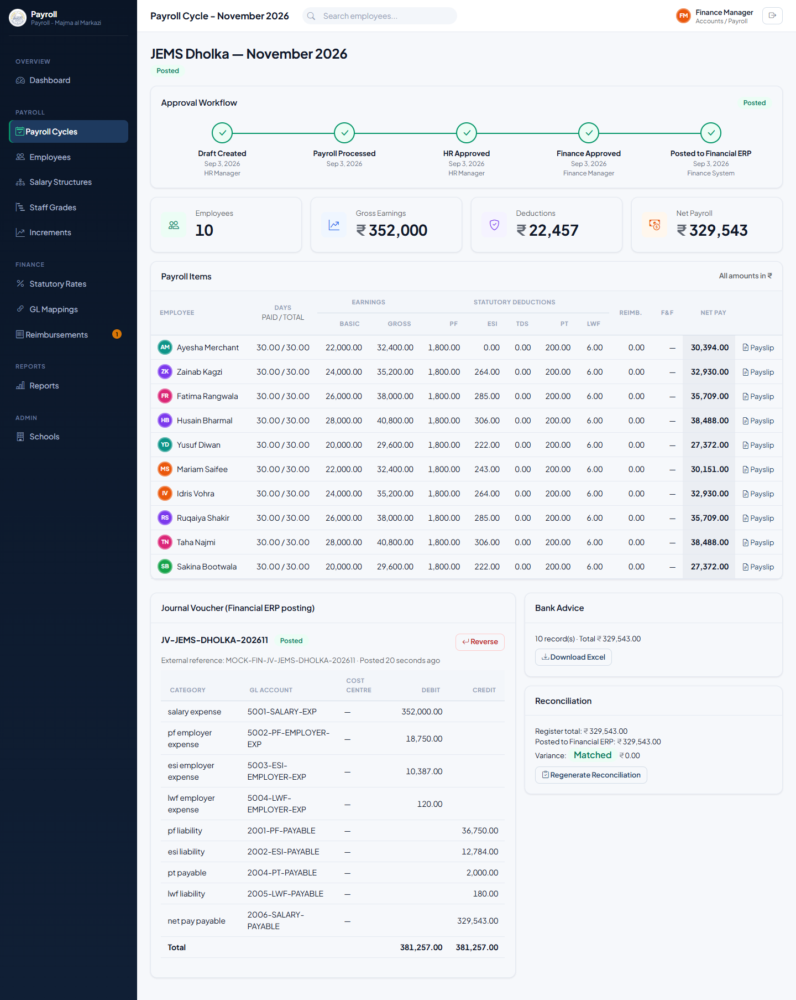 Payroll
Payroll - Majma al Markazi
OVERVIEW
Dashboard
PAYROLL
Payroll Cycles
Employees
Salary Structures
Staff Grades
Increments
FINANCE
Statutory Rates
GL Mappings
Reimbursements 1
REPORTS
Reports
ADMIN
Schools
Payroll Cycle - November 2026
Search employees...
FM
Finance Manager
Accounts / Payroll
JEMS Dholka — November 2026
Posted
Approval Workflow
Posted
Draft Created
Sep 3, 2026
HR Manager
Payroll Processed
Sep 3, 2026
HR Approved
Sep 3, 2026
HR Manager
Finance Approved
Sep 3, 2026
Finance Manager
Posted to Financial ERP
Sep 3, 2026
Finance System
Employees
10
Gross Earnings
₹ 352,000
Deductions
₹ 22,457
Net Payroll
₹ 329,543
Payroll Items
All amounts in ₹
EMPLOYEE
DAYS
PAID / TOTAL
EARNINGS
STATUTORY DEDUCTIONS
REIMB. F&F NET PAY
BASIC GROSS PF ESI TDS PT LWF
AM Ayesha Merchant 30.00 / 30.00 22,000.00 32,400.00 1,800.00 0.00 0.00 200.00 6.00 0.00 — 30,394.00 Payslip
ZK Zainab Kagzi 30.00 / 30.00 24,000.00 35,200.00 1,800.00 264.00 0.00 200.00 6.00 0.00 — 32,930.00 Payslip
FR Fatima Rangwala 30.00 / 30.00 26,000.00 38,000.00 1,800.00 285.00 0.00 200.00 6.00 0.00 — 35,709.00 Payslip
HB Husain Bharmal 30.00 / 30.00 28,000.00 40,800.00 1,800.00 306.00 0.00 200.00 6.00 0.00 — 38,488.00 Payslip
YD Yusuf Diwan 30.00 / 30.00 20,000.00 29,600.00 1,800.00 222.00 0.00 200.00 6.00 0.00 — 27,372.00 Payslip
MS Mariam Saifee 30.00 / 30.00 22,000.00 32,400.00 1,800.00 243.00 0.00 200.00 6.00 0.00 — 30,151.00 Payslip
IV Idris Vohra 30.00 / 30.00 24,000.00 35,200.00 1,800.00 264.00 0.00 200.00 6.00 0.00 — 32,930.00 Payslip
RS Ruqaiya Shakir 30.00 / 30.00 26,000.00 38,000.00 1,800.00 285.00 0.00 200.00 6.00 0.00 — 35,709.00 Payslip
TN Taha Najmi 30.00 / 30.00 28,000.00 40,800.00 1,800.00 306.00 0.00 200.00 6.00 0.00 — 38,488.00 Payslip
SB Sakina Bootwala 30.00 / 30.00 20,000.00 29,600.00 1,800.00 222.00 0.00 200.00 6.00 0.00 — 27,372.00 Payslip
Journal Voucher (Financial ERP posting)
JV-JEMS-DHOLKA-202611 Posted
Reverse
External reference: MOCK-FIN-JV-JEMS-DHOLKA-202611 · Posted 20 seconds ago
CATEGORY GL ACCOUNT
COST
CENTRE
DEBIT CREDIT
salary expense 5001-SALARY-EXP — 352,000.00
pf employer
expense
5002-PF-EMPLOYER-
EXP
— 18,750.00
esi employer
expense
5003-ESI-
EMPLOYER-EXP
— 10,387.00
lwf employer
expense
5004-LWF-
EMPLOYER-EXP
— 120.00
pf liability 2001-PF-PAYABLE — 36,750.00
esi liability 2002-ESI-PAYABLE — 12,784.00
pt payable 2004-PT-PAYABLE — 2,000.00
lwf liability 2005-LWF-PAYABLE — 180.00
net pay payable
2006-SALARY-
PAYABLE
— 329,543.00
Total 381,257.00 381,257.00
Bank Advice
10 record(s) · Total ₹ 329,543.00
Download Excel
Reconciliation
Register total: ₹ 329,543.00
Posted to Financial ERP: ₹ 329,543.00
Variance: Matched ₹ 0.00
Regenerate Reconciliation